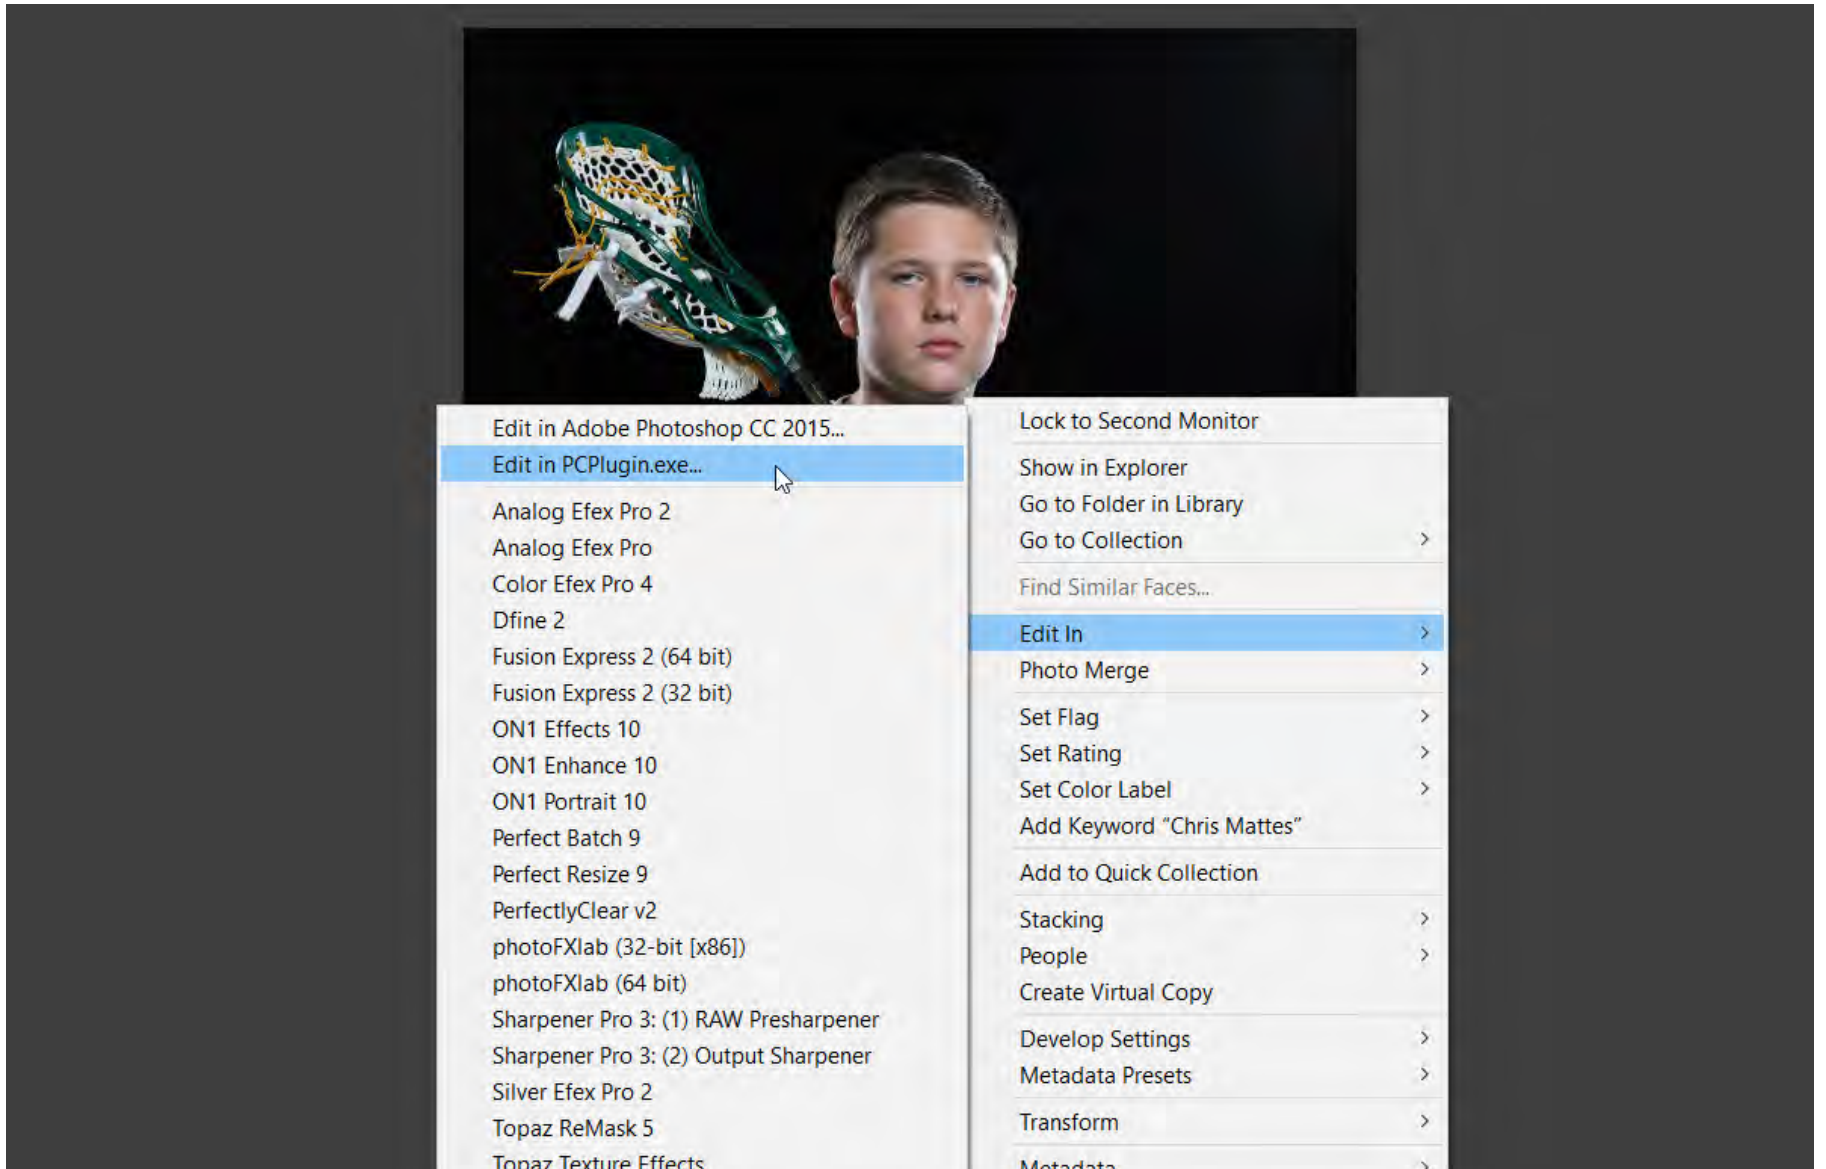 Edit in Adobe Photoshop CC 2015...
Edit in PCPlugin.exe...
Analog Efex Pro 2
Analog Efex Pro
Color Efex Pro 4
Dfine 2
Fusion Express 2 (64 bit)
Fusion Express 2 (32 bit)
ON1 Effects 10
ON1 Enhance 10
ON1 Portrait 10
Perfect Batch 9
Perfect Resize 9
PerfectlyClear v2
photoFXlab (32-bit [x86])
photoFXlab (64 bit)
Sharpener Pro 3: (1) RAW Presharpener
Sharpener Pro 3: (2) Output Sharpener
Silver Efex Pro 2
Topaz ReMask 5
Topaz Texture Effects
Lock to Second Monitor
Show in Explorer
Go to Folder in Library
Go to Collection
Find Similar Faces...
Edit In
Photo Merge
Set Flag
Set Rating
Set Color Label
Add Keyword “Chris Mattes”
Add to Quick Collection
Stacking
People
Create Virtual Copy
Develop Settings
Metadata Presets
Transform
Metadata